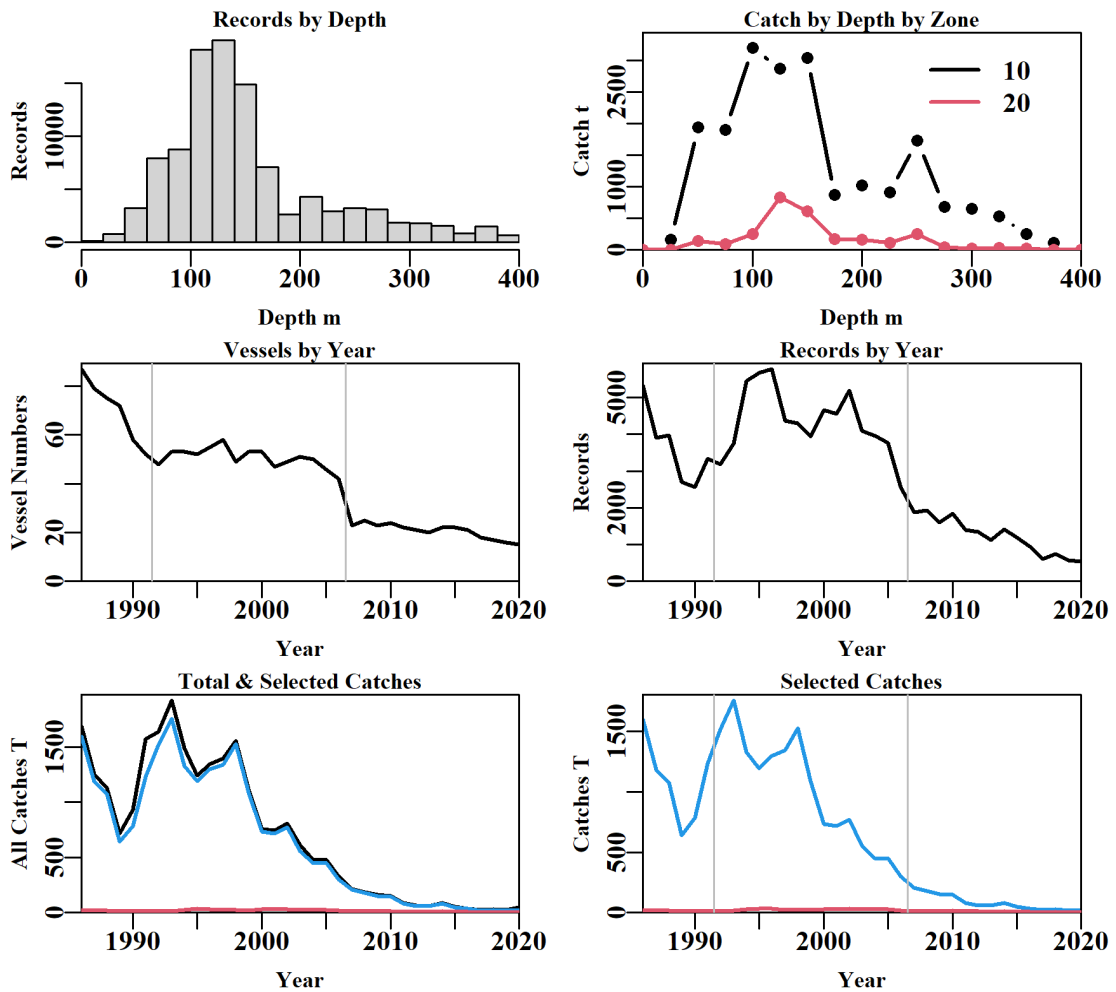 Records by Depth
Records
0 10000
0 100 200 300 400
Depth m
Catch by Depth by Zone
Catch t
0 1000 2500
10
20
0 100 200 300 400
Depth m
Vessels by Year
Vessel Numbers
0 20 60
1990 2000 2010 2020
Year
Records by Year
Records
0 2000 5000
1990 2000 2010 2020
Year
Total & Selected Catches
All Catches T
0 500 1500
1990 2000 2010 2020
Year
Selected Catches
Catches T
0 500 1500
1990 2000 2010 2020
Year